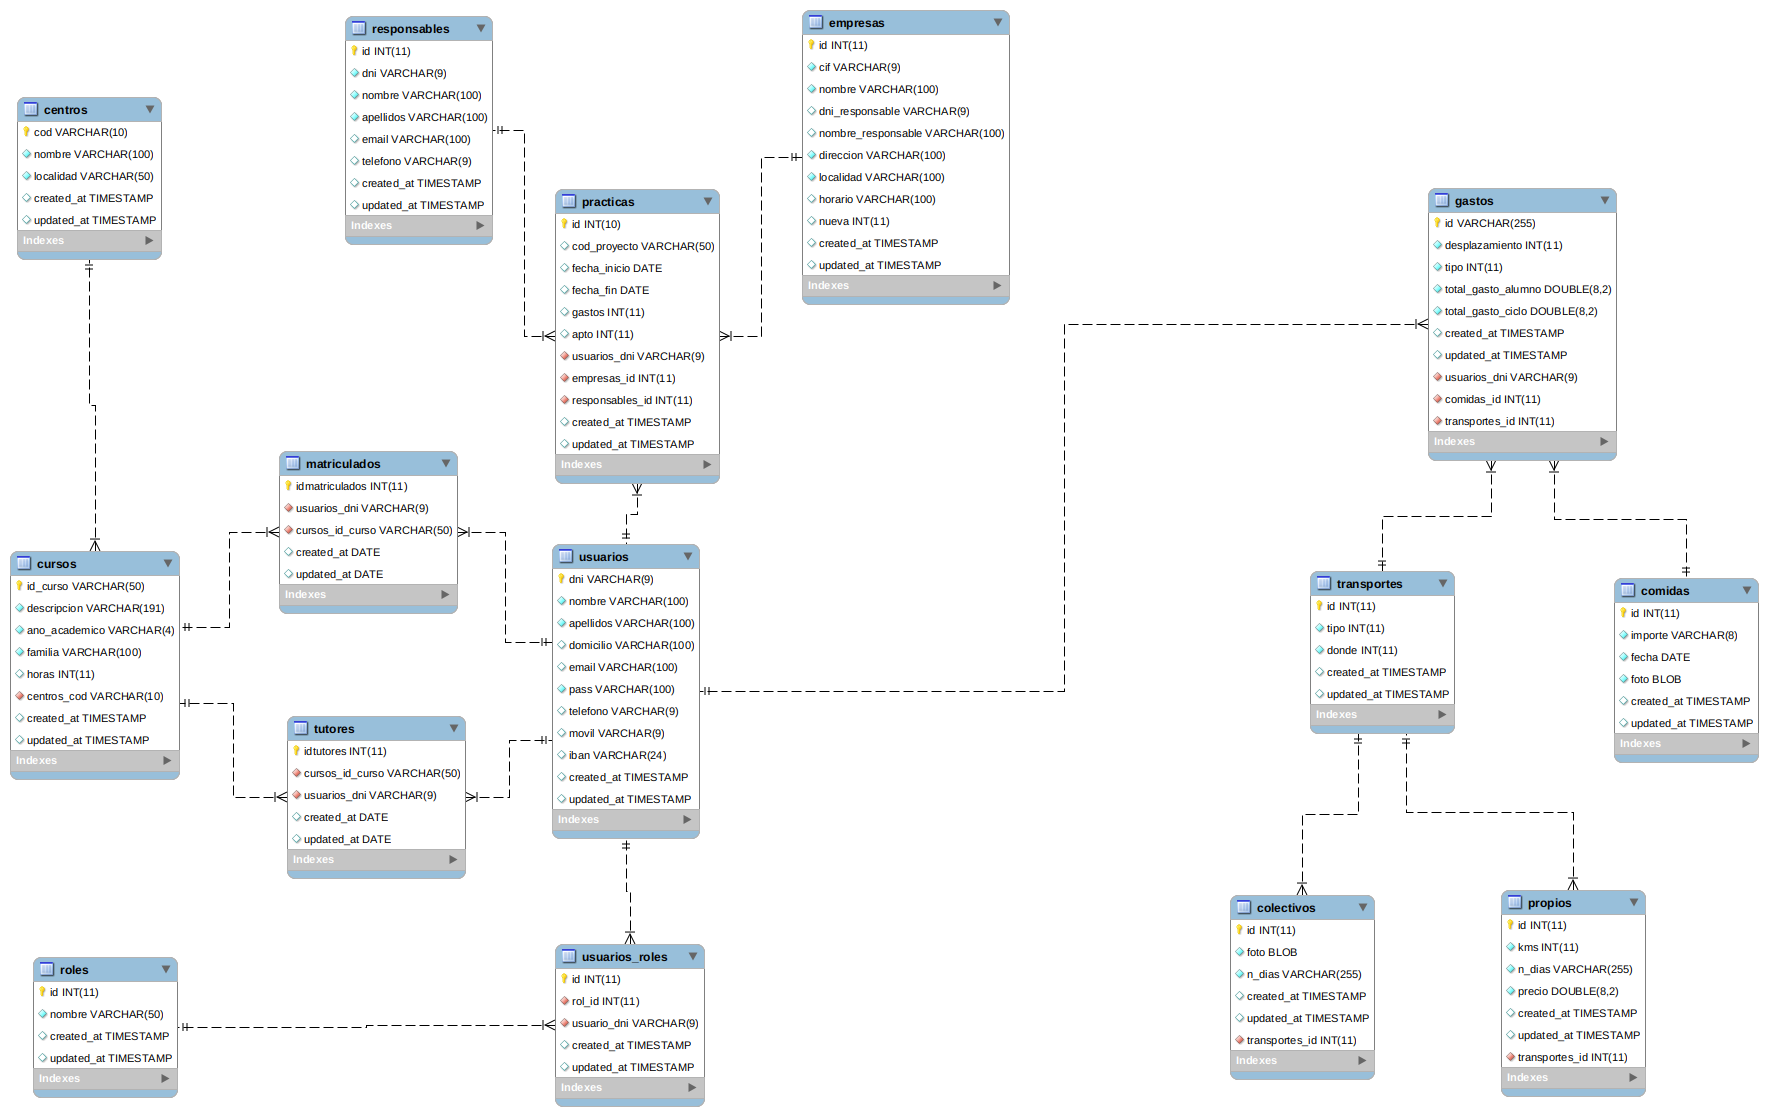 responsables
id INT(11)
dni VARCHAR(9)
nombre VARCHAR(100)
apellidos VARCHAR(100)
email VARCHAR(100)
telefono VARCHAR(9)
created_at TIMESTAMP
updated_at TIMESTAMP
Indexes
empresas
id INT(11)
cif VARCHAR(9)
nombre VARCHAR(100)
dni_responsable VARCHAR(9)
nombre_responsable VARCHAR(100)
direccion VARCHAR(100)
localidad VARCHAR(100)
horario VARCHAR(100)
nueva INT(11)
created_at TIMESTAMP
updated_at TIMESTAMP
Indexes
centros
cod VARCHAR(10)
nombre VARCHAR(100)
localidad VARCHAR(50)
created_at TIMESTAMP
updated_at TIMESTAMP
Indexes
practicas
id INT(10)
cod_proyecto VARCHAR(50)
fecha_inicio DATE
fecha_fin DATE
gastos INT(11)
apto INT(11)
usuarios_dni VARCHAR(9)
empresas_id INT(11)
responsables_id INT(11)
created_at TIMESTAMP
updated_at TIMESTAMP
Indexes
gastos
id VARCHAR(255)
desplazamiento INT(11)
tipo INT(11)
total_gasto_alumno DOUBLE(8,2)
total_gasto_ciclo DOUBLE(8,2)
created_at TIMESTAMP
updated_at TIMESTAMP
usuarios_dni VARCHAR(9)
comidas_id INT(11)
transportes_id INT(11)
Indexes
matriculados
idmatriculados INT(11)
usuarios_dni VARCHAR(9)
cursos_id_curso VARCHAR(50)
created_at DATE
updated_at DATE
Indexes
cursos
id_curso VARCHAR(50)
descripcion VARCHAR(191)
ano_academico VARCHAR(4)
familia VARCHAR(100)
horas INT(11)
centros_cod VARCHAR(10)
created_at TIMESTAMP
updated_at TIMESTAMP
Indexes
usuarios
dni VARCHAR(9)
nombre VARCHAR(100)
apellidos VARCHAR(100)
domicilio VARCHAR(100)
email VARCHAR(100)
pass VARCHAR(100)
telefono VARCHAR(9)
movil VARCHAR(9)
iban VARCHAR(24)
created_at TIMESTAMP
updated_at TIMESTAMP
Indexes
transportes
id INT(11)
tipo INT(11)
donde INT(11)
created_at TIMESTAMP
updated_at TIMESTAMP
Indexes
comidas
id INT(11)
importe VARCHAR(8)
fecha DATE
foto BLOB
created_at TIMESTAMP
updated_at TIMESTAMP
Indexes
tutores
idtutores INT(11)
cursos_id_curso VARCHAR(50)
usuarios_dni VARCHAR(9)
created_at DATE
updated_at DATE
Indexes
colectivos
id INT(11)
foto BLOB
n_dias VARCHAR(255)
created_at TIMESTAMP
updated_at TIMESTAMP
transportes_id INT(11)
Indexes
propios
id INT(11)
kms INT(11)
n_dias VARCHAR(255)
precio DOUBLE(8,2)
created_at TIMESTAMP
updated_at TIMESTAMP
transportes_id INT(11)
Indexes
roles
id INT(11)
nombre VARCHAR(50)
created_at TIMESTAMP
updated_at TIMESTAMP
Indexes
usuarios_roles
id INT(11)
rol_id INT(11)
usuario_dni VARCHAR(9)
created_at TIMESTAMP
updated_at TIMESTAMP
Indexes